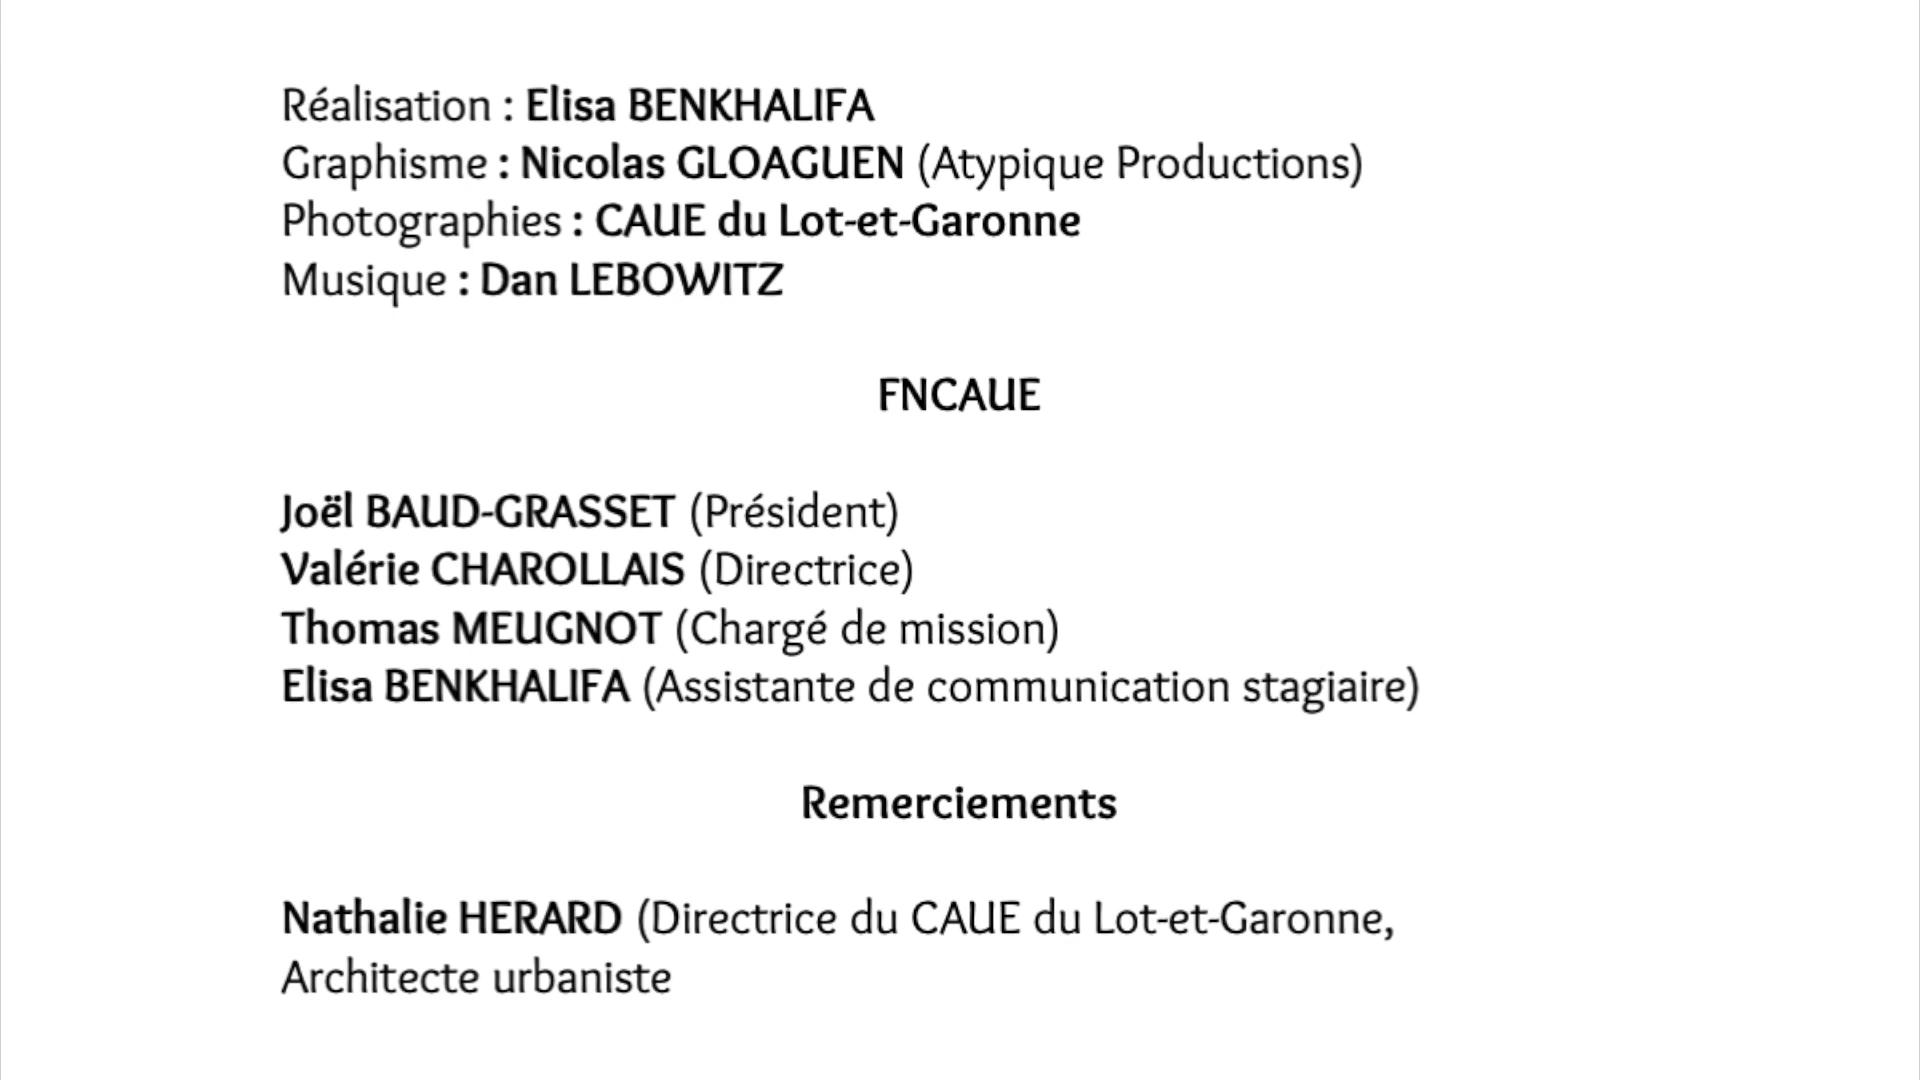 Réalisation : Elisa BENKHALIFA
Graphisme : Nicolas GLOAGUEN (Atypique Productions)
Photographies : CAUE du Lot-et-Garonne
Musique : Dan LEBOWITZ
FNCAUE
Joël BAUD-GRASSET (Président)
Valérie CHAROLLAIS (Directrice)
Thomas MEUGNOT (Chargé de mission)
Elisa BENKHALIFA (Assistante de communication stagiaire)
Remerciements
Nathalie HERARD (Directrice du CAUE du Lot-et-Garonne,
Architecte urbaniste